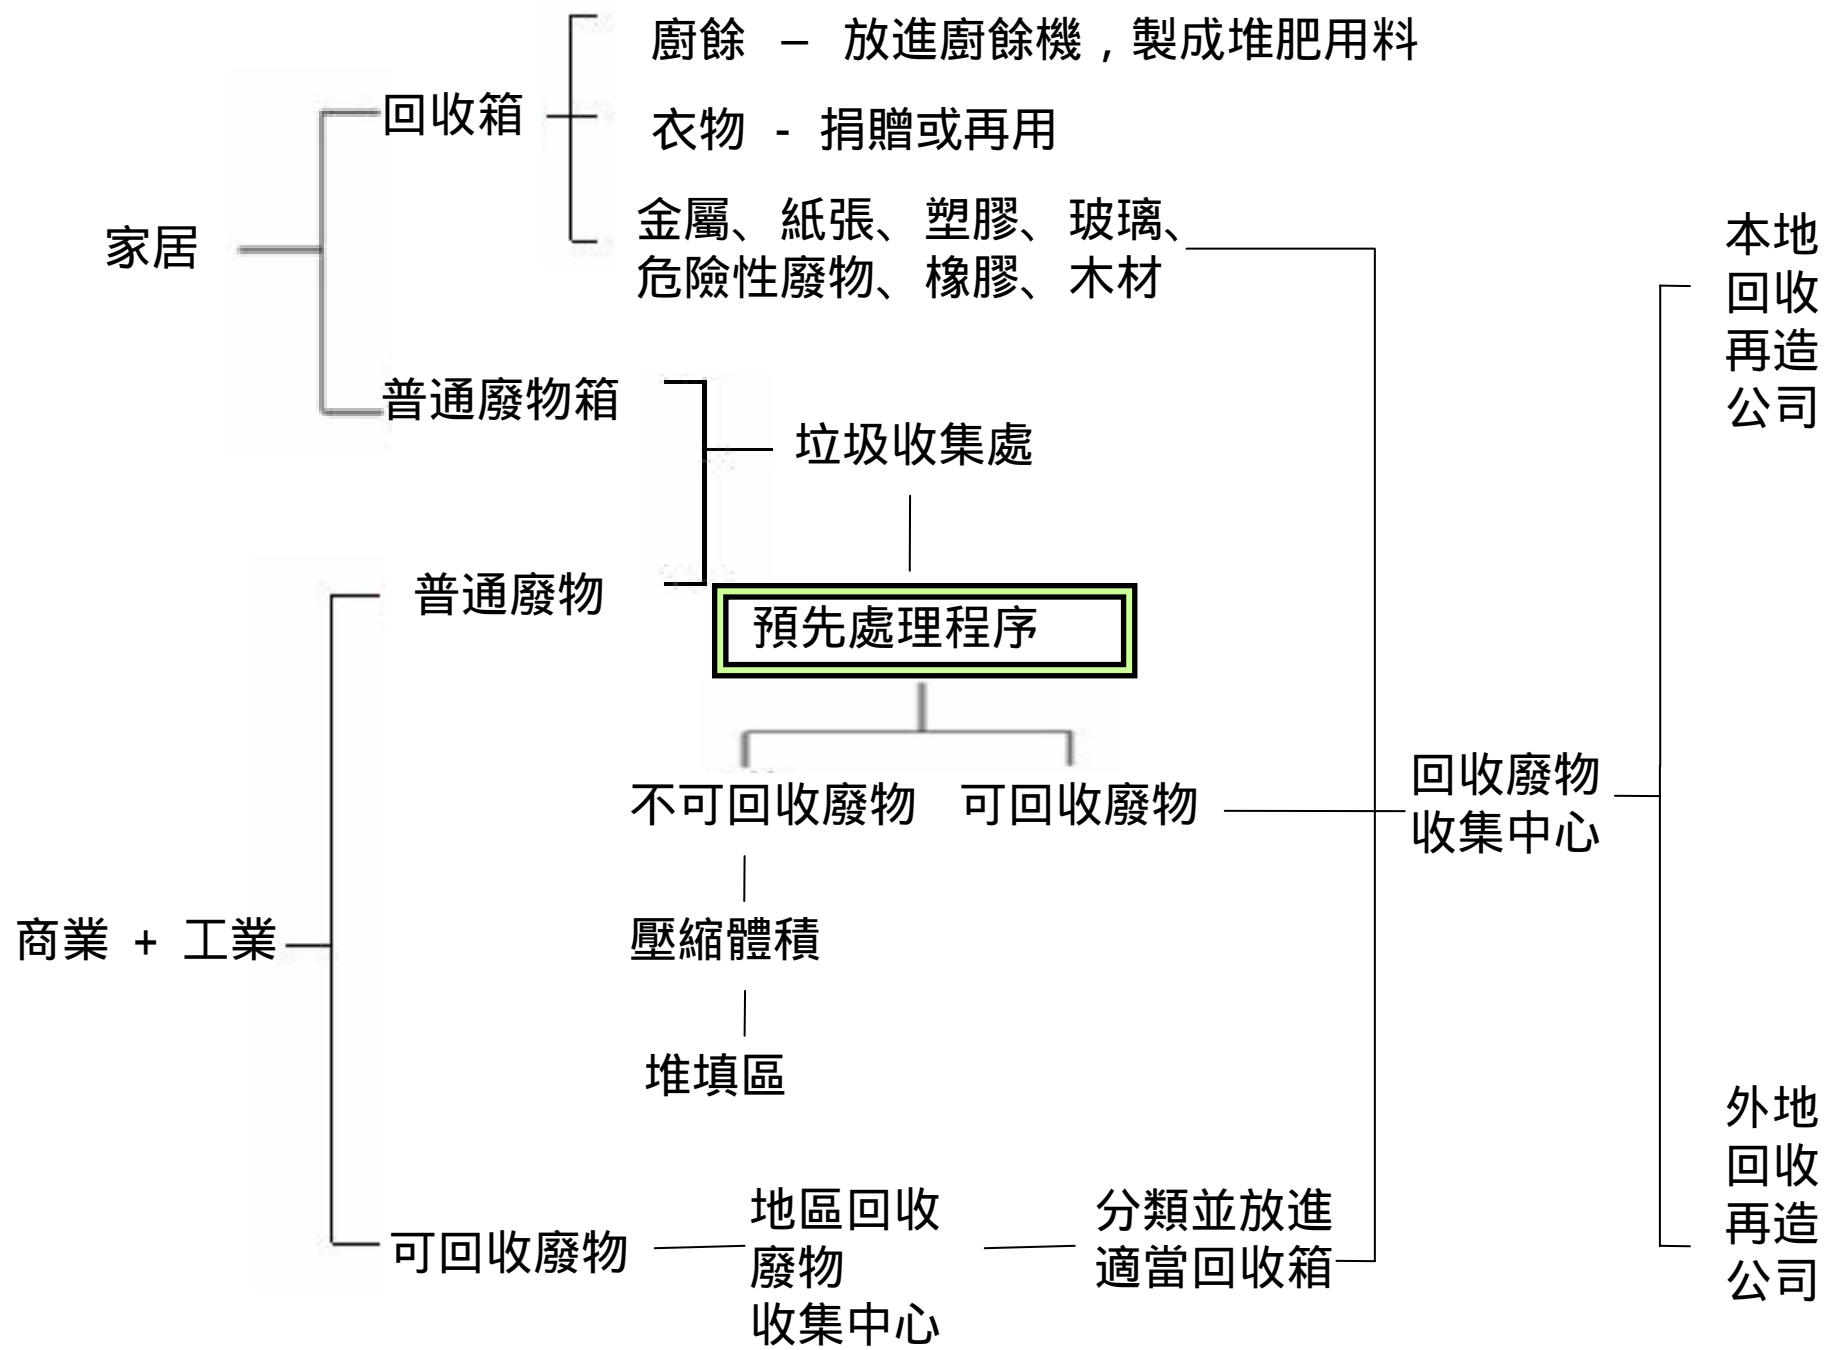 廚餘 – 放進廚餘機，製成堆肥用料
回收箱
衣物 - 捐贈或再用
金屬、紙張、塑膠、玻璃、
危險性廢物、橡膠、木材
家居
本地
回收
再造
公司
普通廢物箱
垃圾收集處
普通廢物
預先處理程序
不可回收廢物 可回收廢物
回收廢物
收集中心
商業 + 工業
壓縮體積
堆填區
可回收廢物
地區回收
廢物
收集中心
分類並放進
適當回收箱
外地
回收
再造
公司